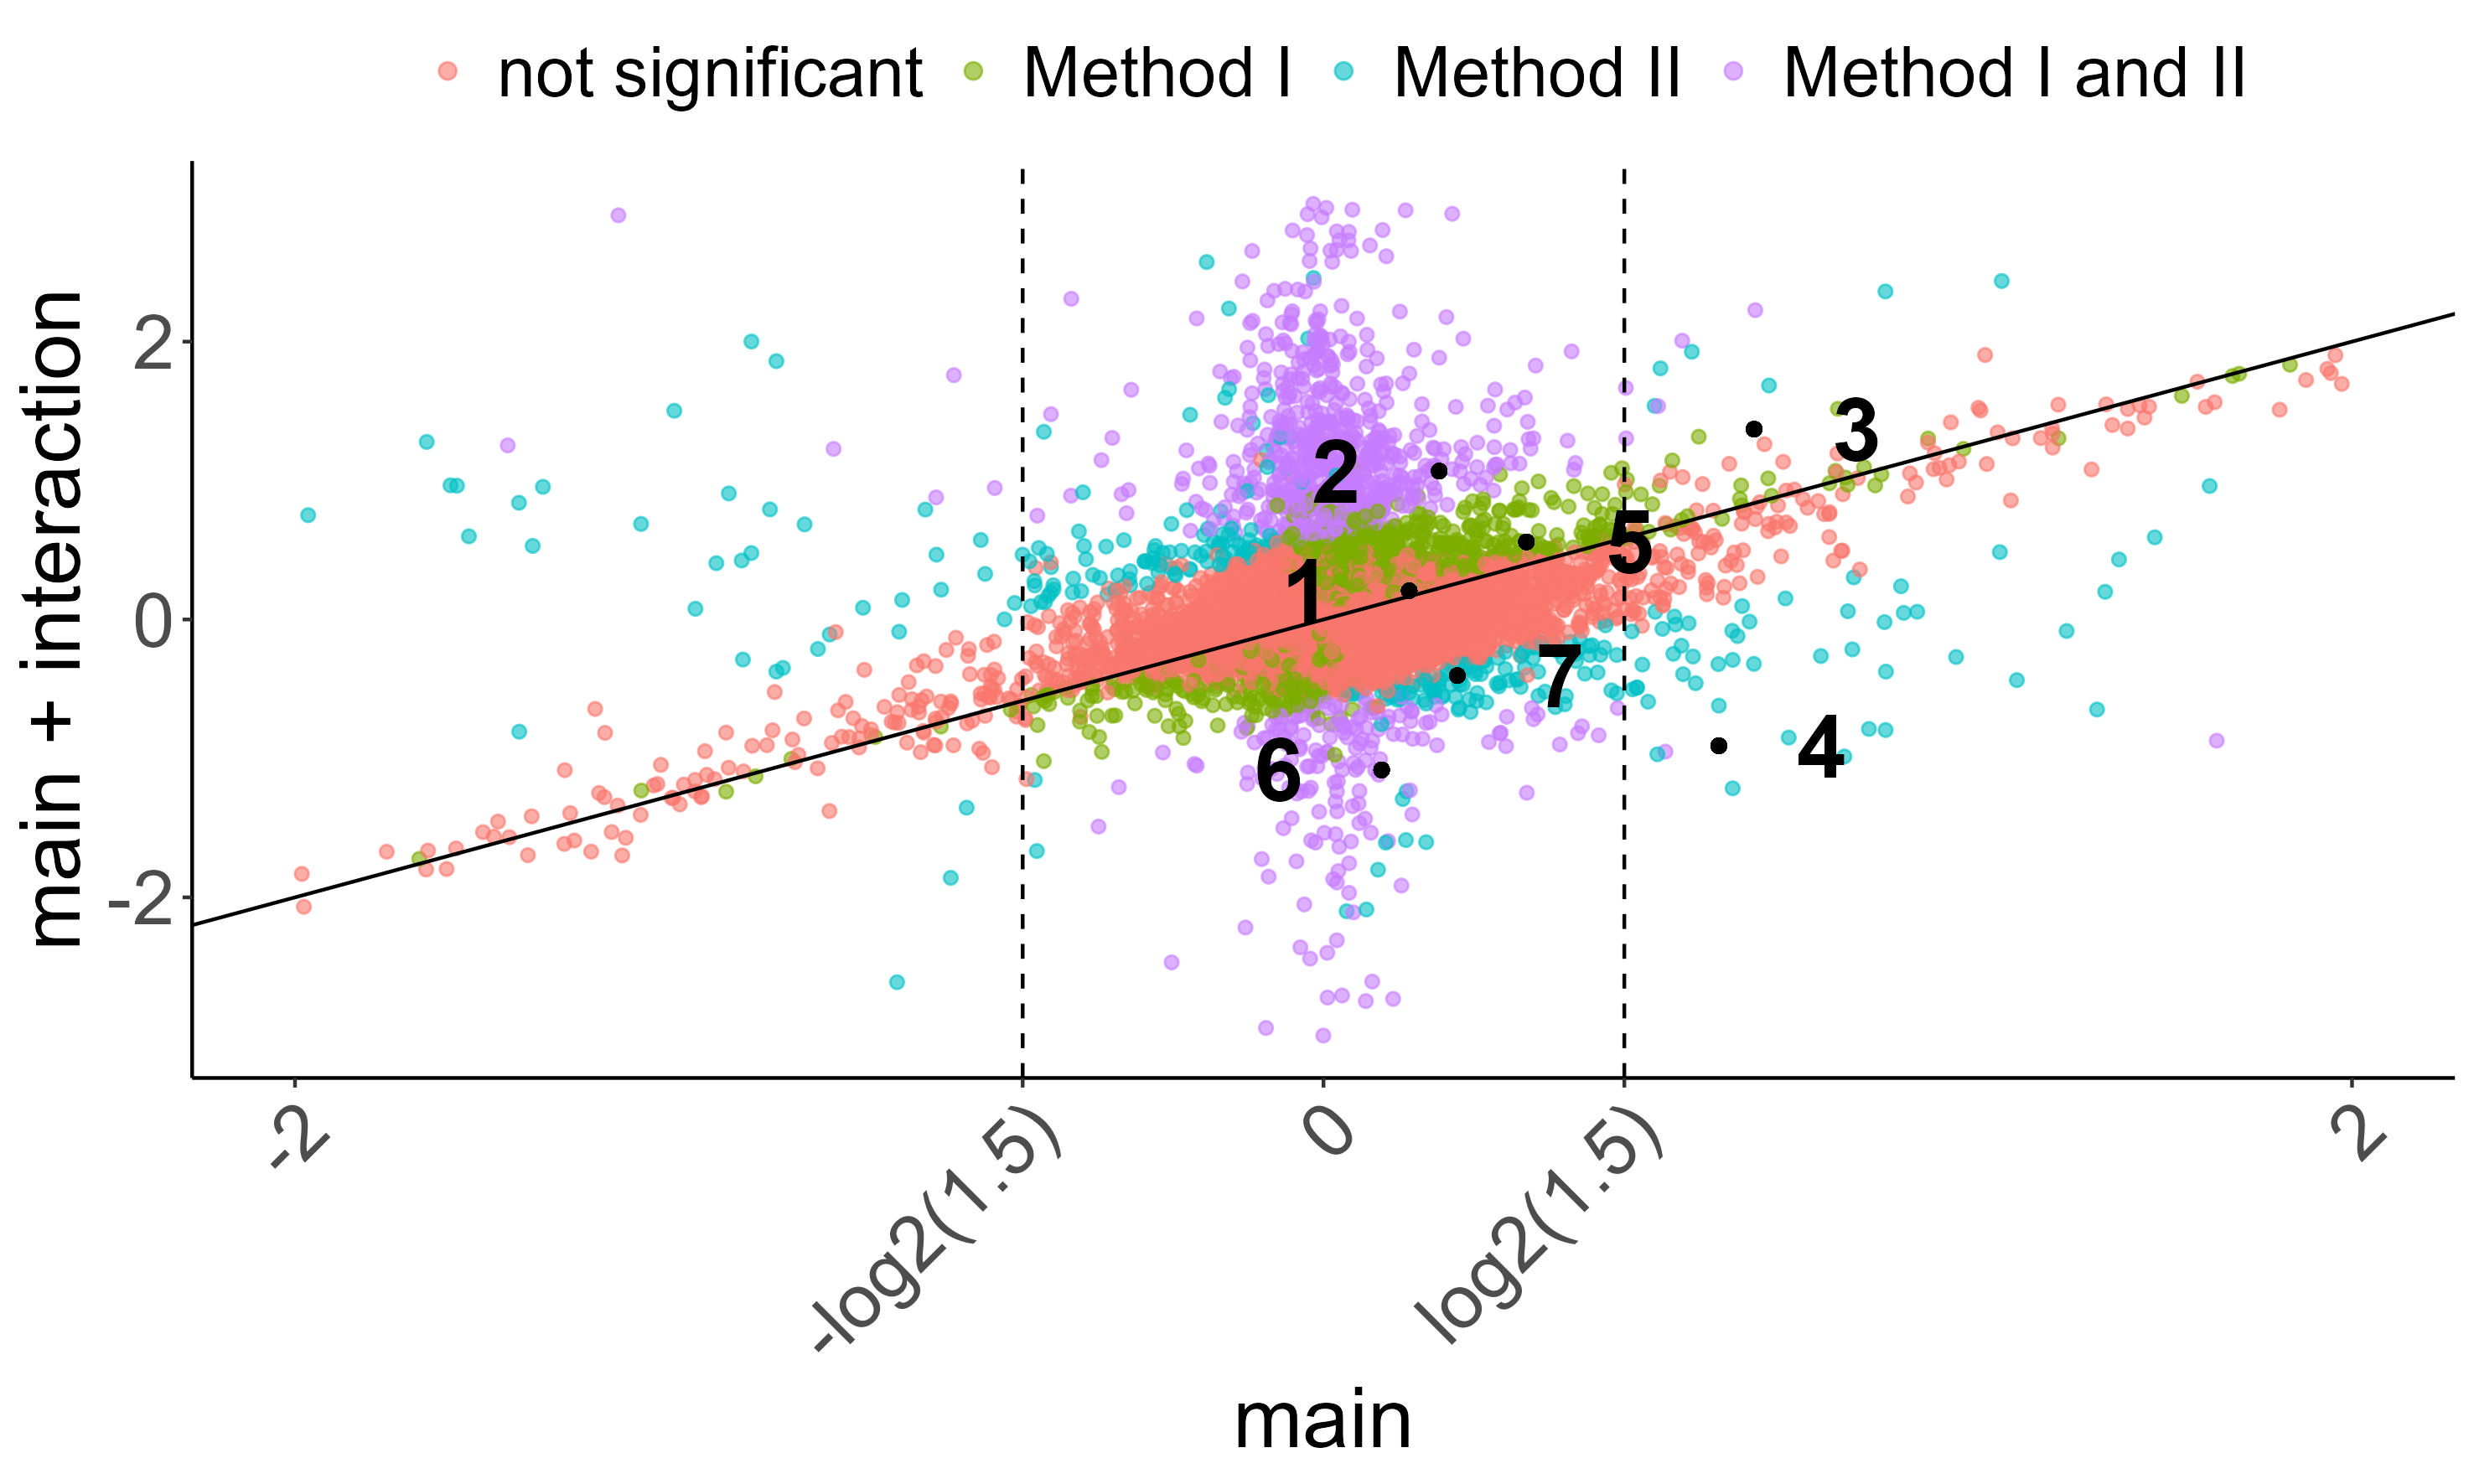 not significant Method I Method II Method I and II
main + interaction
2
0
-2
3
2
5
1
7
4
6
-2
-log2(1.5)
0
log2(1.5)
2
main